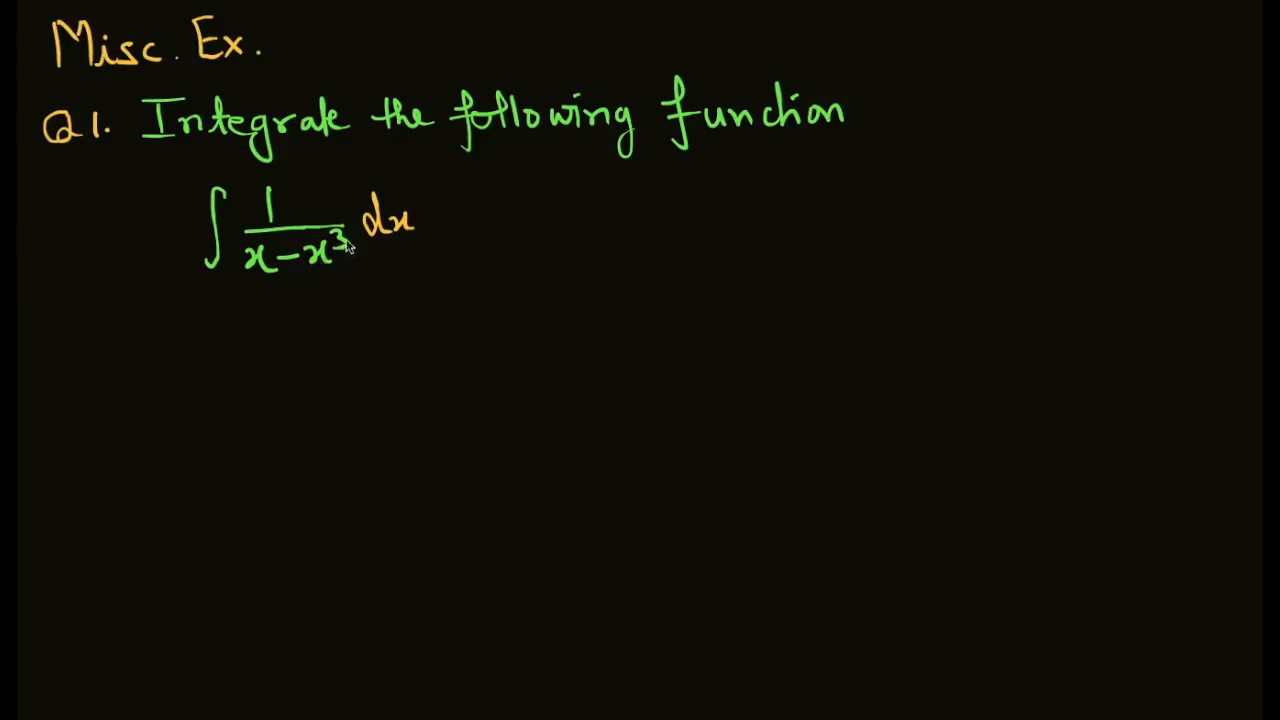 Misc. Ex.
Q1. Integrate the following function
∫ 1/(x-x³) dx